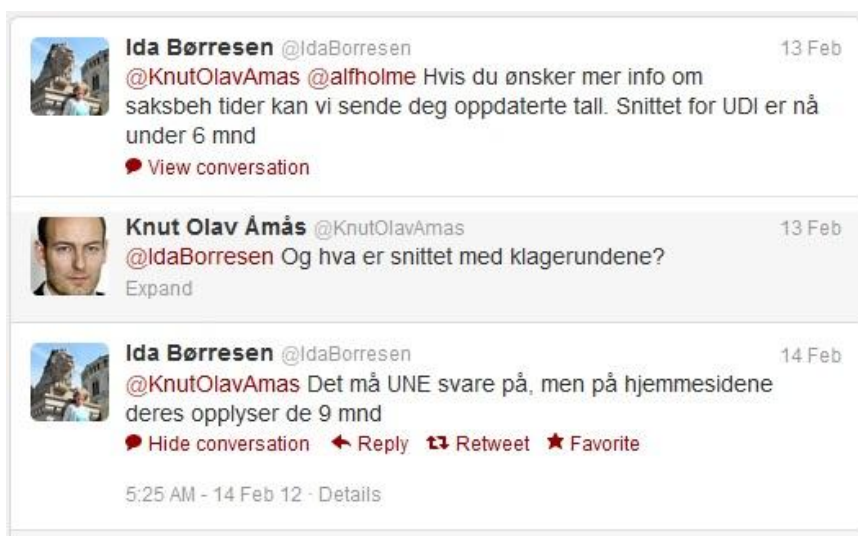 Ida Børresen @IdaBorresen 13 Feb
@KnutOlavAmas @alfholme Hvis du ønsker mer info om
saksbeh tider kan vi sende deg oppdaterte tall. Snittet for UDI er nå
under 6 mnd
View conversation
Knut Olav Åmås @KnutOlavAmas 13 Feb
@IdaBorresen Og hva er snittet med klagerundene?
Expand
Ida Børresen @IdaBorresen 14 Feb
@KnutOlavAmas Det må UNE svare på, men på hjemmesidene
deres opplyser de 9 mnd
Hide conversation Reply Retweet Favorite
5:25 AM - 14 Feb 12 · Details